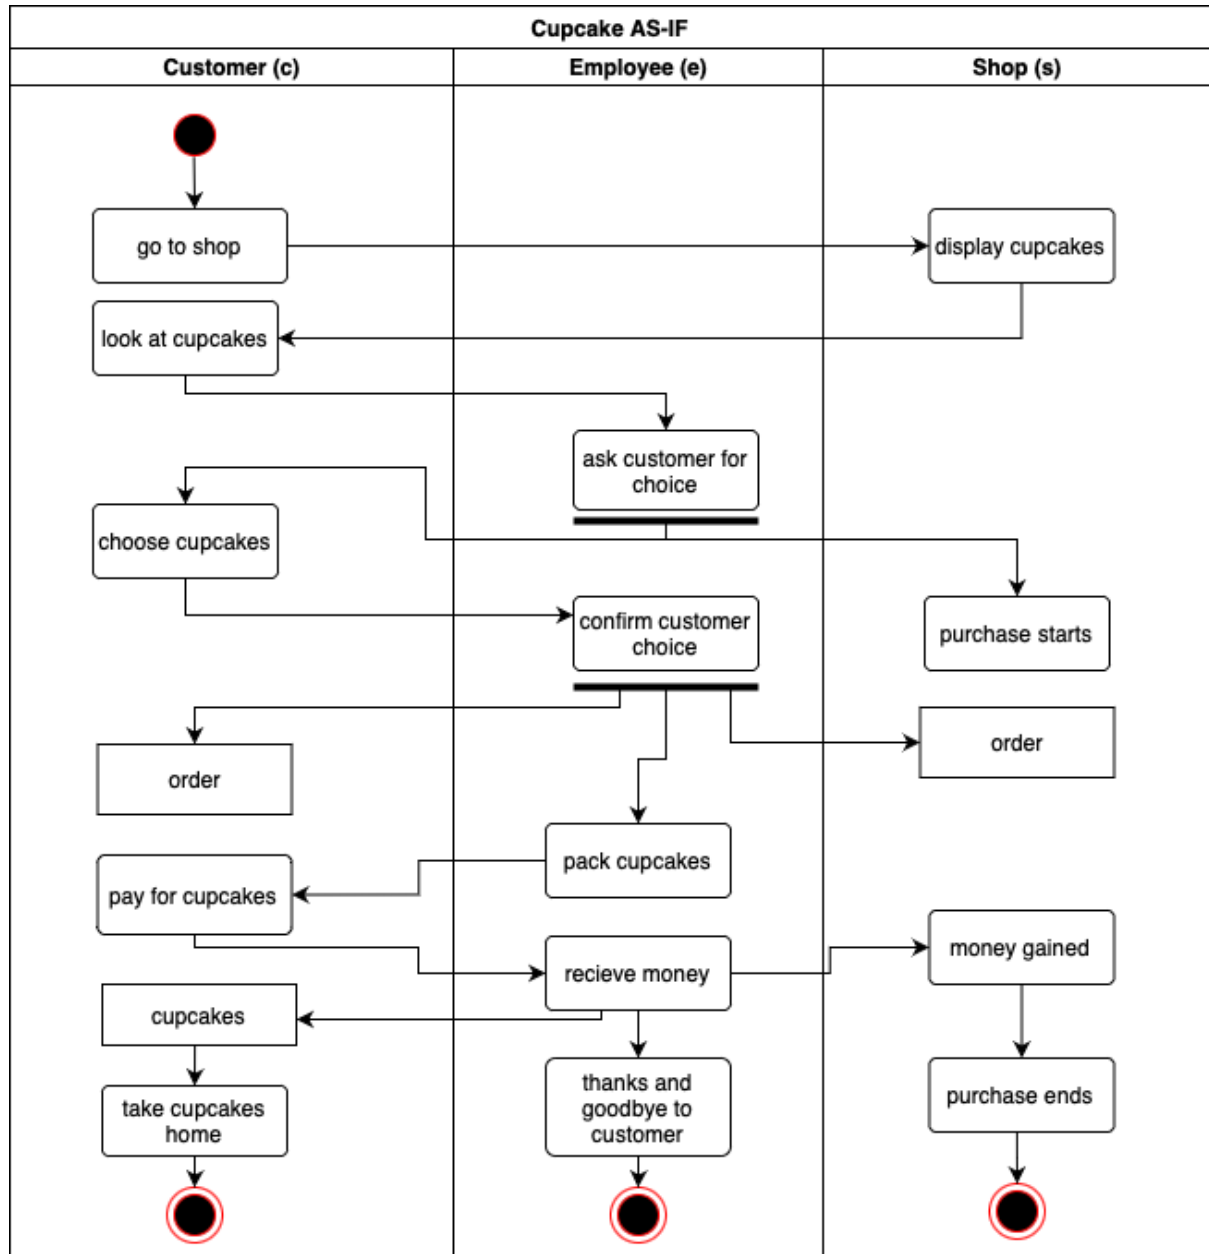 Cupcake AS-IF
Customer (c)
Employee (e)
Shop (s)
go to shop
display cupcakes
look at cupcakes
ask customer for
choice
choose cupcakes
confirm customer
choice
purchase starts
order
order
pack cupcakes
pay for cupcakes
recieve money
money gained
cupcakes
take cupcakes
home
thanks and
goodbye to
customer
purchase ends